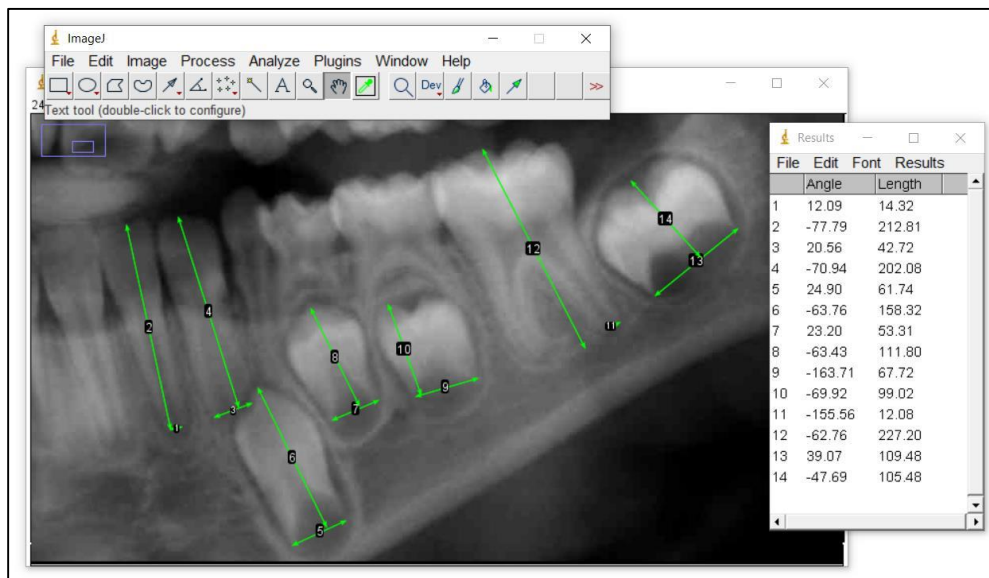 ImageJ
File Edit Image Process Analyze Plugins Window Help
A Dev >>
24
Text tool (double-click to configure)
Results
File Edit Font Results
Angle Length
1 12.09 14.32
2 -77.79 212.81
3 20.56 42.72
4 -70.94 202.08
5 24.90 61.74
6 -63.76 158.32
7 23.20 53.31
8 -63.43 111.80
9 -163.71 67.72
10 -69.92 99.02
11 -155.56 12.08
12 -62.76 227.20
13 39.07 109.48
14 -47.69 105.48
14
12
13
4
2
11
10
8
9
7
3
1
6
5